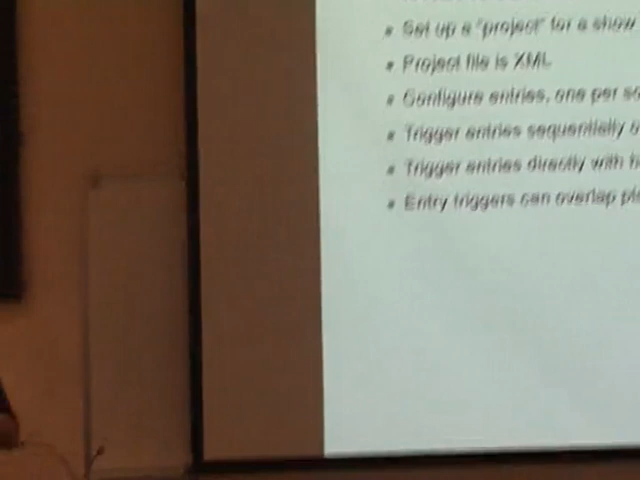 Set up a "project" for a show
Project file is XML
Configure entries, one per
Trigger entries sequentially
Trigger entries directly with
Entry triggers can overlap